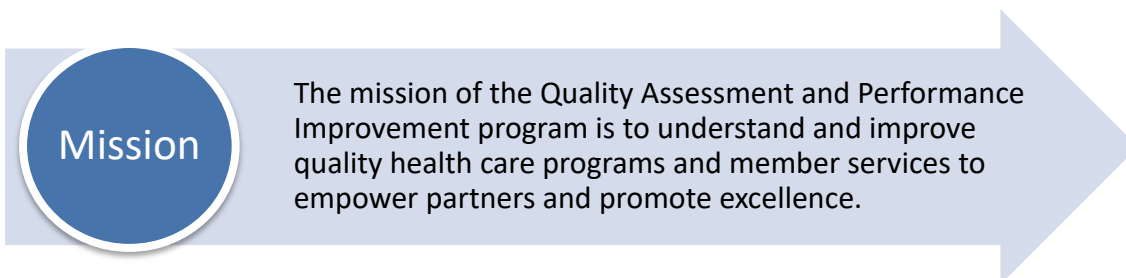 Mission
The mission of the Quality Assessment and Performance
Improvement program is to understand and improve
quality health care programs and member services to
empower partners and promote excellence.